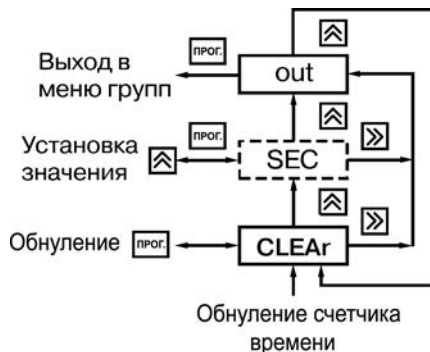 ПРОГ.
Выход в
меню групп
out
Установка
значения
ПРОГ.
SEC
Обнуление
ПРОГ.
CLEAr
Обнуление счетчика
времени